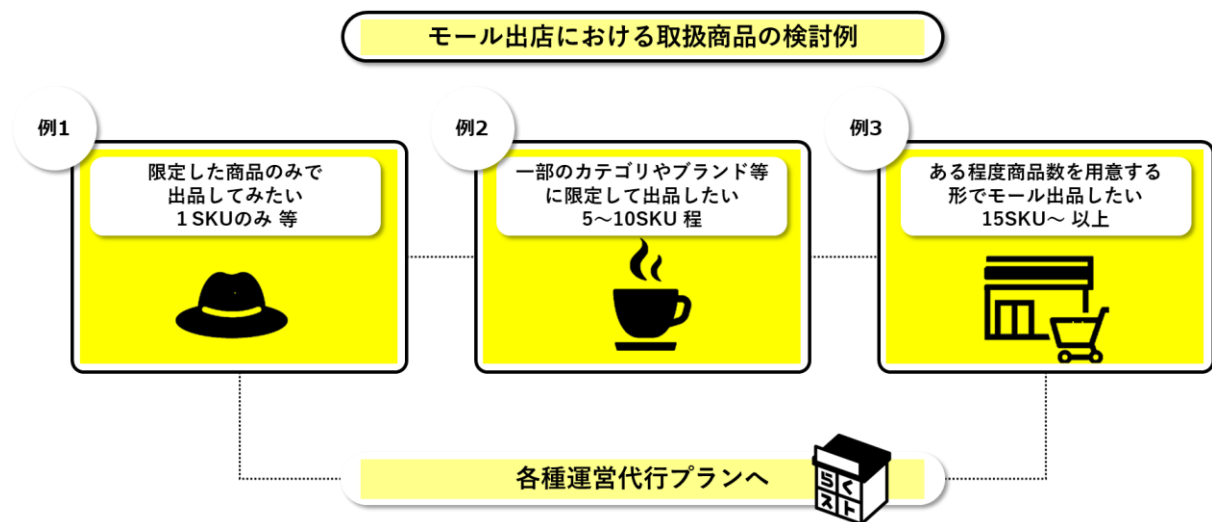 モール出店における取扱商品の検討例
例1
限定した商品のみで
出品してみたい
１SKUのみ 等
例2
一部のカテゴリやブランド等
に限定して出品したい
5～10SKU 程
例3
ある程度商品数を用意する
形でモール出品したい
15SKU～ 以上
各種運営代行プランへ
らく
スト